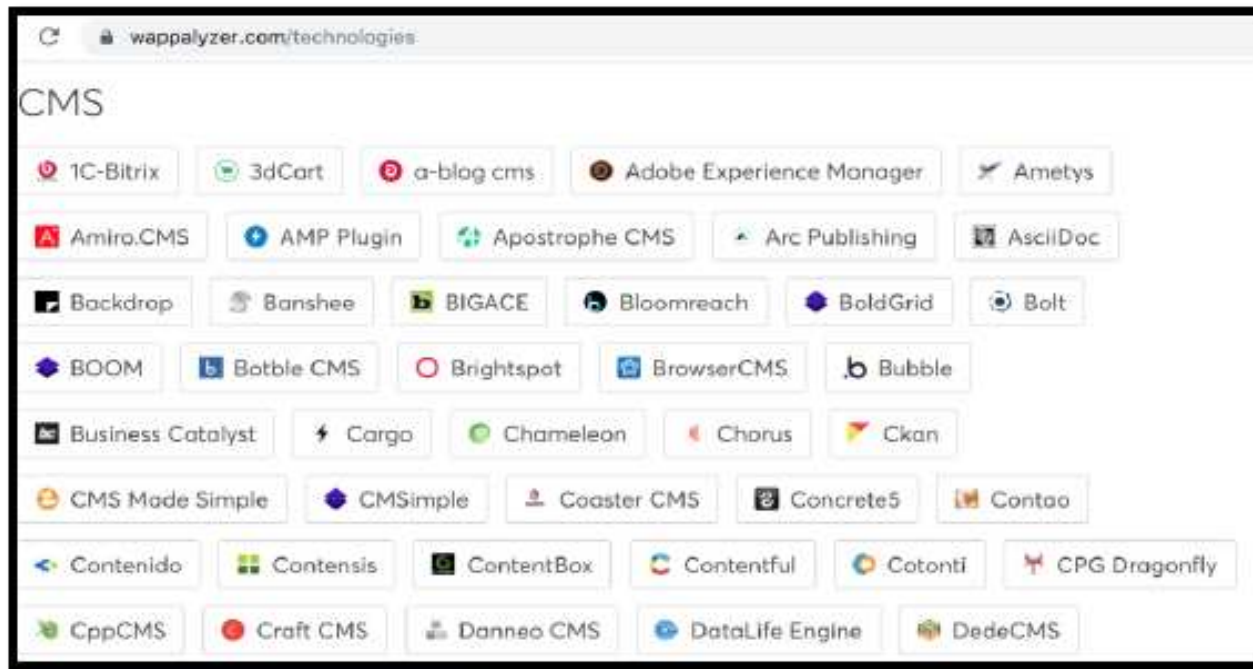 wappalyzer.com/technologies
CMS
1C-Bitrix 3dCart a-blog cms Adobe Experience Manager Ametys
Amiro.CMS AMP Plugin Apostrophe CMS Arc Publishing AsciiDoc
Backdrop Banshee BIGACE Bloomreach BoldGrid Bolt
BOOM Botble CMS Brightspot BrowserCMS Bubble
Business Catalyst Cargo Chameleon Chorus Ckan
CMS Made Simple CMSimple Coaster CMS Concrete5 Contao
Contenido Contensis ContentBox Contentful Cotonti CPG Dragonfly
CppCMS Craft CMS Danneo CMS DataLife Engine DedeCMS